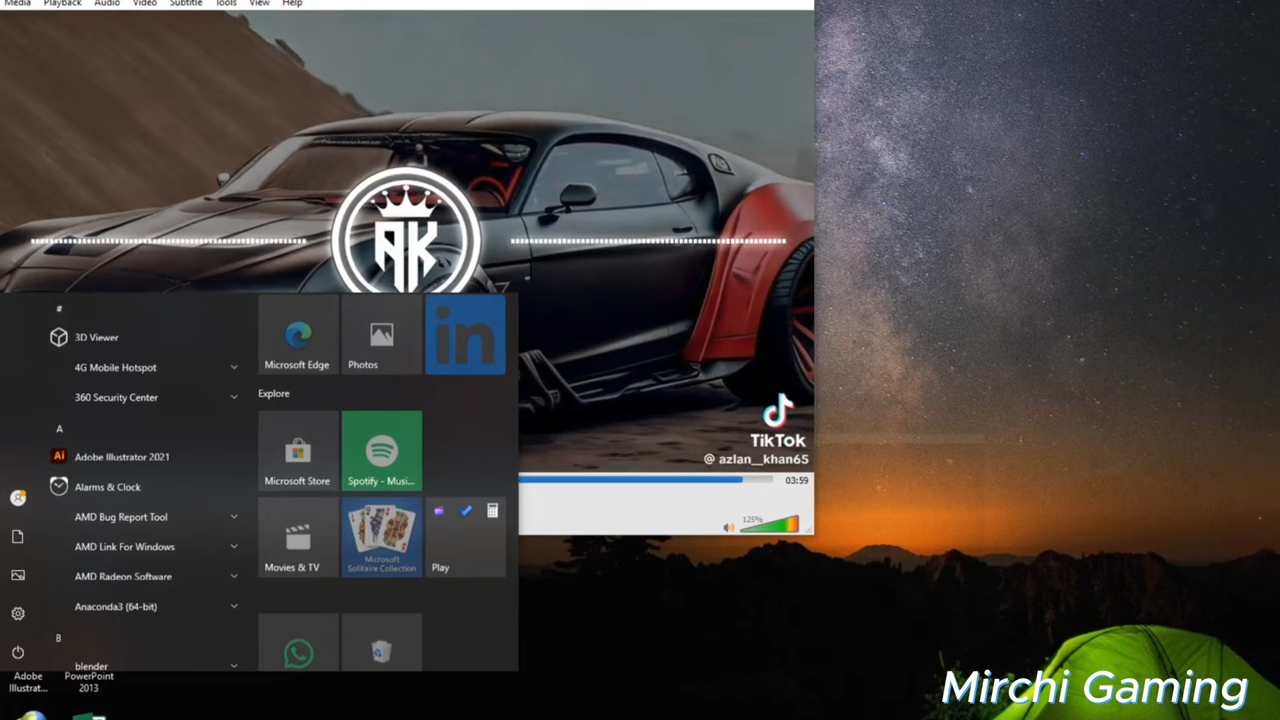 Media Playback Audio Video Subtitle Tools View Help
AK
TikTok
@ azlan__khan65
03:59
125%
#
3D Viewer
4G Mobile Hotspot
360 Security Center
A
Ai Adobe Illustrator 2021
Alarms & Clock
AMD Bug Report Tool
AMD Link For Windows
AMD Radeon Software
Anaconda3 (64-bit)
B
blender
Microsoft Edge
Photos
in
Explore
Microsoft Store
Spotify - Musi...
Movies & TV
Microsoft
Solitaire Collection
Play
Adobe
Illustrat...
PowerPoint
2013
Mirchi Gaming